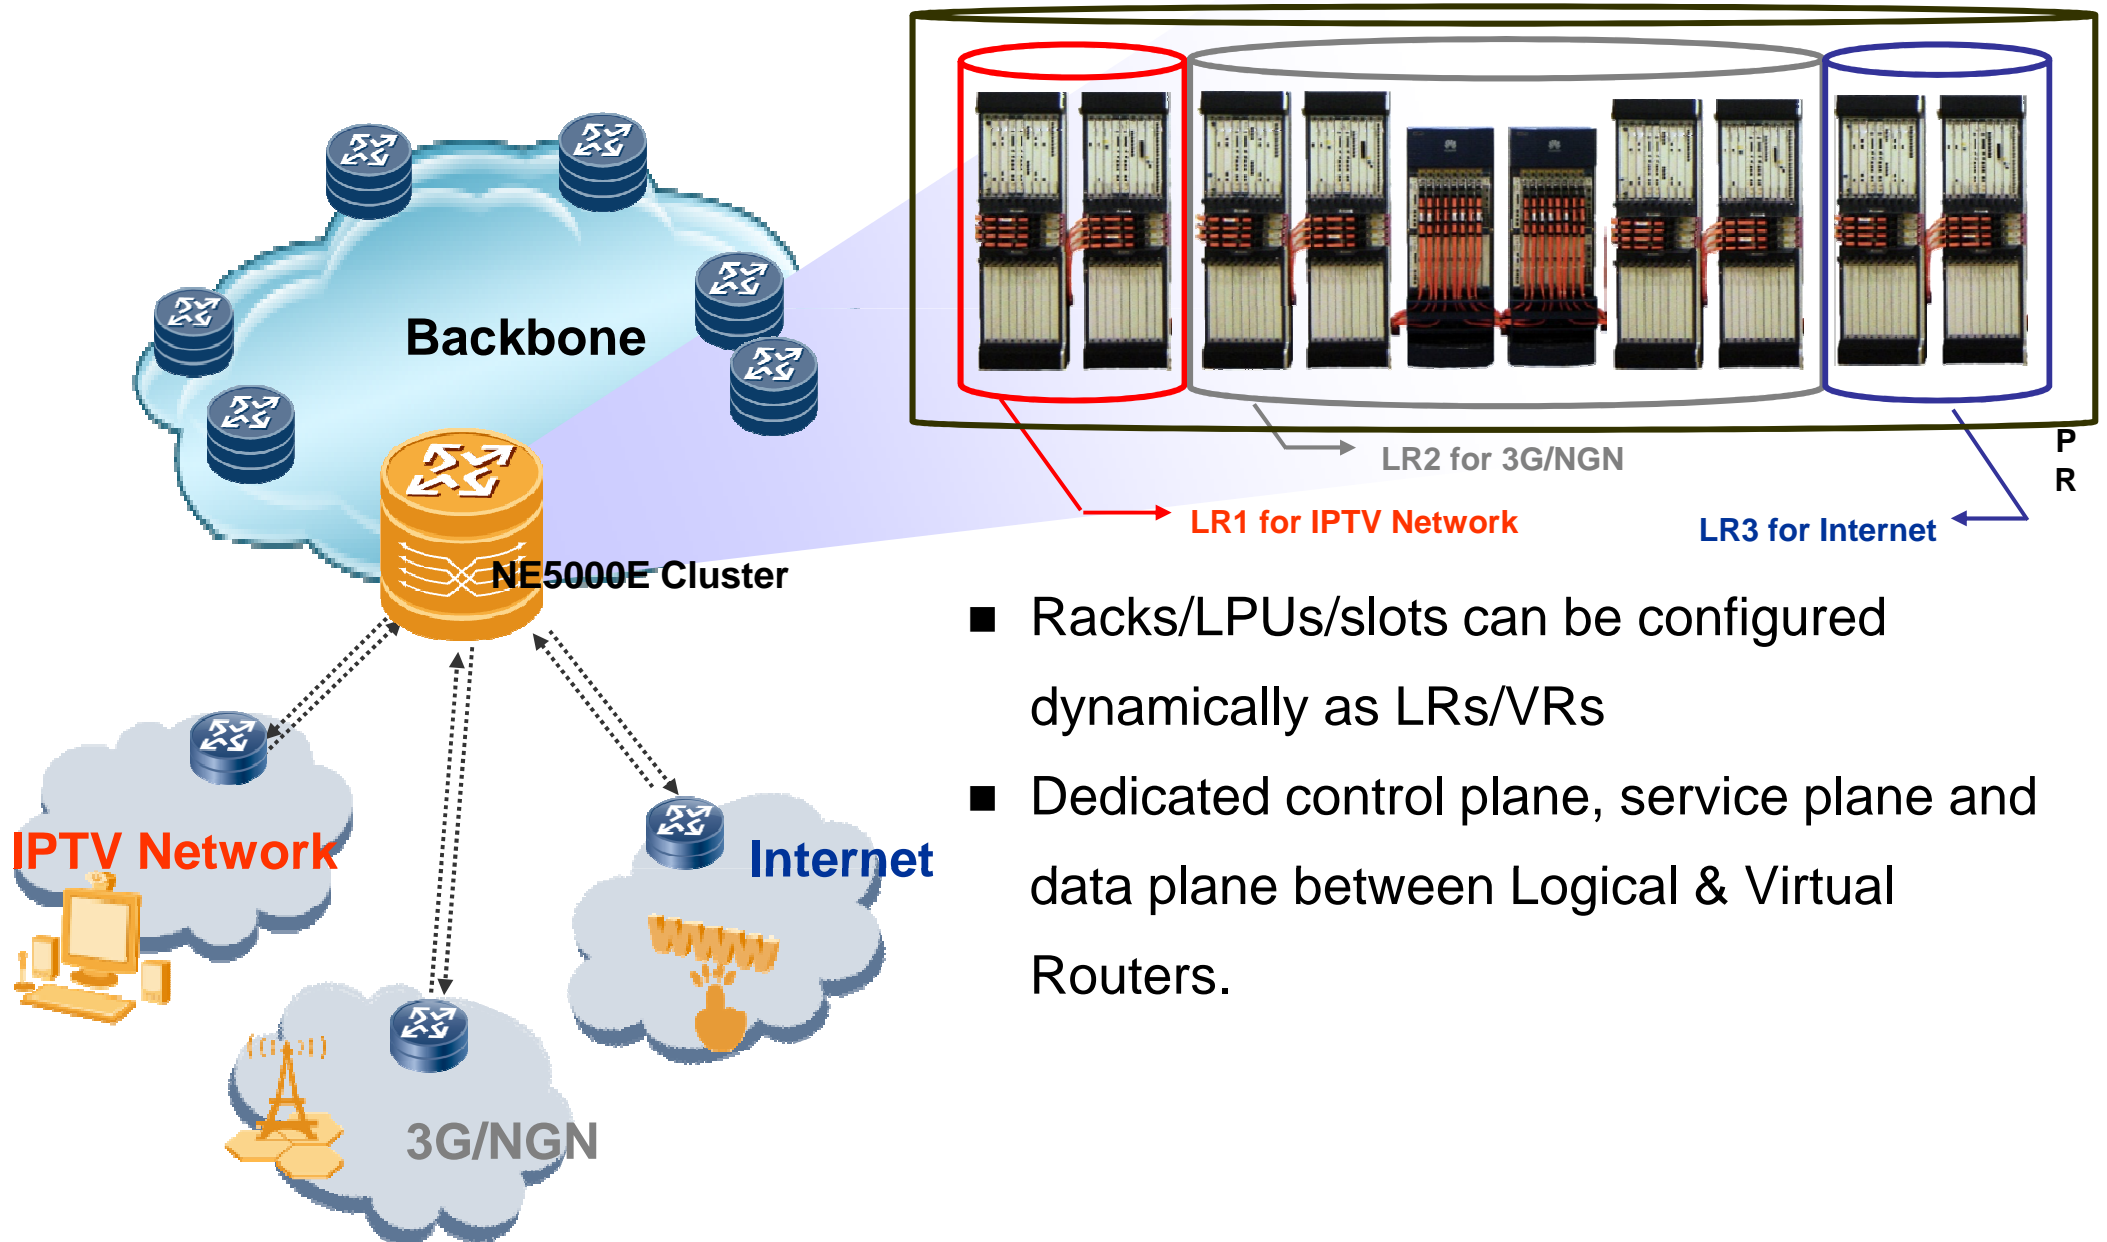 Backbone
NE5000E Cluster
IPTV Network
Internet
WWW
3G/NGN
LR2 for 3G/NGN
P
R
LR1 for IPTV Network
LR3 for Internet
Racks/LPUs/slots can be configured
dynamically as LRs/VRs
Dedicated control plane, service plane and
data plane between Logical & Virtual
Routers.